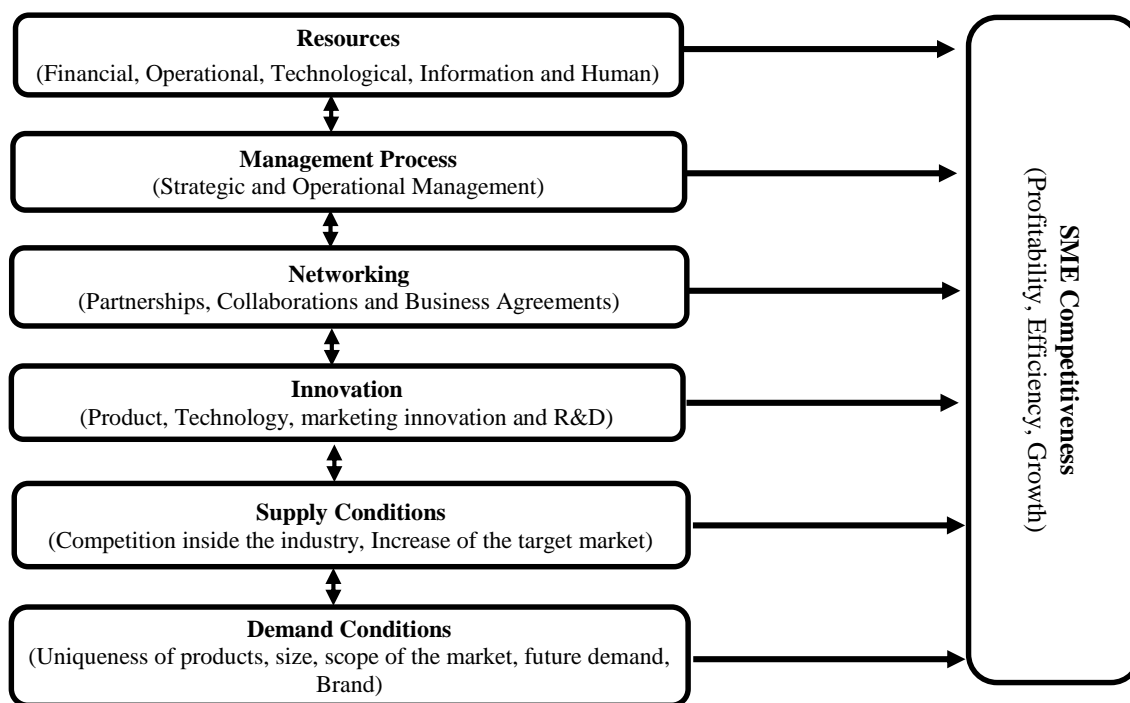 Resources
(Financial, Operational, Technological, Information and Human)
Management Process
(Strategic and Operational Management)
Networking
(Partnerships, Collaborations and Business Agreements)
Innovation
(Product, Technology, marketing innovation and R&D)
Supply Conditions
(Competition inside the industry, Increase of the target market)
Demand Conditions
(Uniqueness of products, size, scope of the market, future demand,
Brand)
SME Competitiveness
(Profitability, Efficiency, Growth)